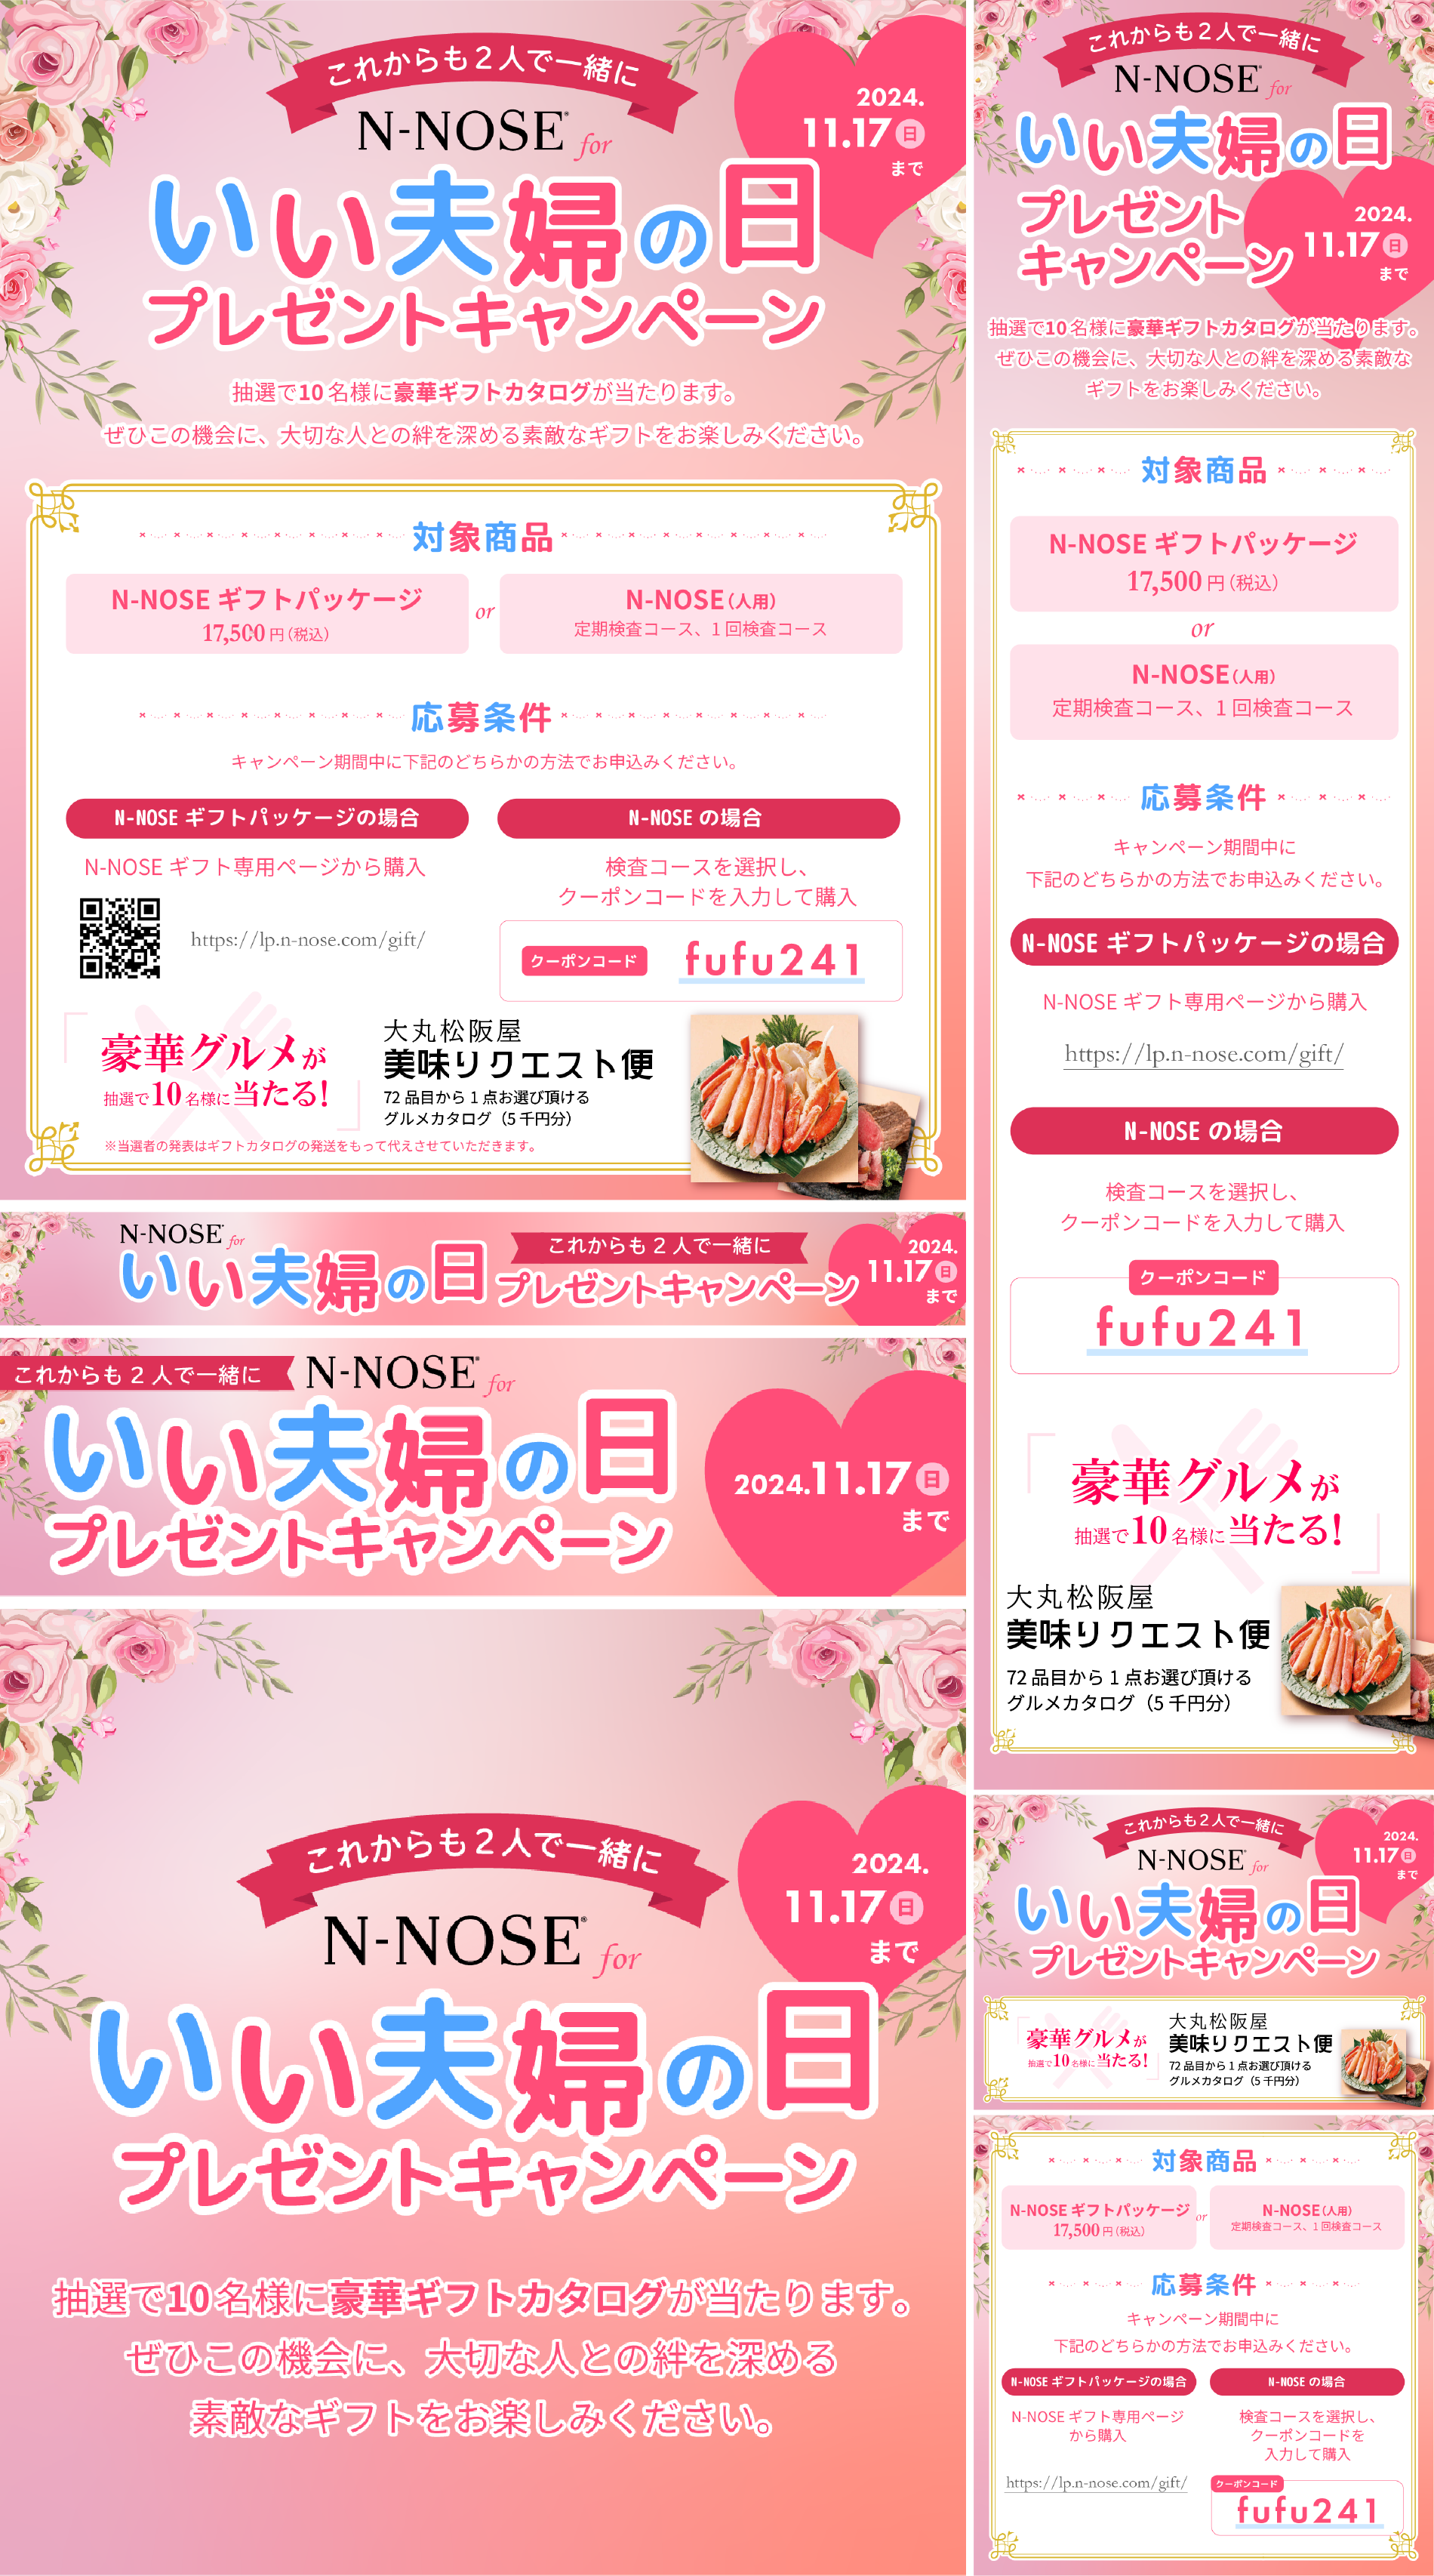 これからも2人で一緒に
N-NOSE® for
2024.
11.17 日
まで
いい夫婦の日
プレゼントキャンペーン
抽選で10名様に豪華ギフトカタログが当たります。
ぜひこの機会に、大切な人との絆を深める素敵なギフトをお楽しみください。
対象商品
N-NOSE ギフトパッケージ
17,500 円（税込）
or
N-NOSE（人用）
定期検査コース、1回検査コース
応募条件
キャンペーン期間中に下記のどちらかの方法でお申込みください。
N-NOSE ギフトパッケージの場合
N-NOSE ギフト専用ページから購入
https://lp.n-nose.com/gift/
N-NOSE の場合
検査コースを選択し、
クーポンコードを入力して購入
クーポンコード
fufu241
豪華グルメが
抽選で10名様に当たる!
大丸松阪屋
美味リクエスト便
72品目から1点お選び頂ける
グルメカタログ（5千円分）
※当選者の発表はギフトカタログの発送をもって代えさせていただきます。
N-NOSE® for
いい夫婦の日
これからも2人で一緒に
プレゼントキャンペーン
2024.
11.17 日
まで
これからも2人で一緒に
N-NOSE® for
いい夫婦の日
プレゼントキャンペーン
2024.11.17 日
まで
これからも2人で一緒に
N-NOSE® for
2024.
11.17 日
まで
いい夫婦の日
プレゼントキャンペーン
抽選で10名様に豪華ギフトカタログが当たります。
ぜひこの機会に、大切な人との絆を深める
素敵なギフトをお楽しみください。
これからも2人で一緒に
N-NOSE® for
いい夫婦の日
プレゼント
キャンペーン
2024.
11.17 日
まで
抽選で10名様に豪華ギフトカタログが当たります。
ぜひこの機会に、大切な人との絆を深める素敵な
ギフトをお楽しみください。
対象商品
N-NOSE ギフトパッケージ
17,500 円（税込）
or
N-NOSE（人用）
定期検査コース、1回検査コース
応募条件
キャンペーン期間中に
下記のどちらかの方法でお申込みください。
N-NOSE ギフトパッケージの場合
N-NOSE ギフト専用ページから購入
https://lp.n-nose.com/gift/
N-NOSE の場合
検査コースを選択し、
クーポンコードを入力して購入
クーポンコード
fufu241
豪華グルメが
抽選で10名様に当たる!
大丸松阪屋
美味リクエスト便
72品目から1点お選び頂ける
グルメカタログ（5千円分）
これからも2人で一緒に
N-NOSE® for
2024.
11.17 日
まで
いい夫婦の日
プレゼントキャンペーン
豪華グルメが
抽選で10名様に当たる!
大丸松阪屋
美味リクエスト便
72品目から1点お選び頂ける
グルメカタログ（5千円分）
対象商品
N-NOSE ギフトパッケージ
17,500 円（税込）
or
N-NOSE（人用）
定期検査コース、1回検査コース
応募条件
キャンペーン期間中に
下記のどちらかの方法でお申込みください。
N-NOSE ギフトパッケージの場合
N-NOSE ギフト専用ページ
から購入
https://lp.n-nose.com/gift/
N-NOSE の場合
検査コースを選択し、
クーポンコードを
入力して購入
クーポンコード
fufu241